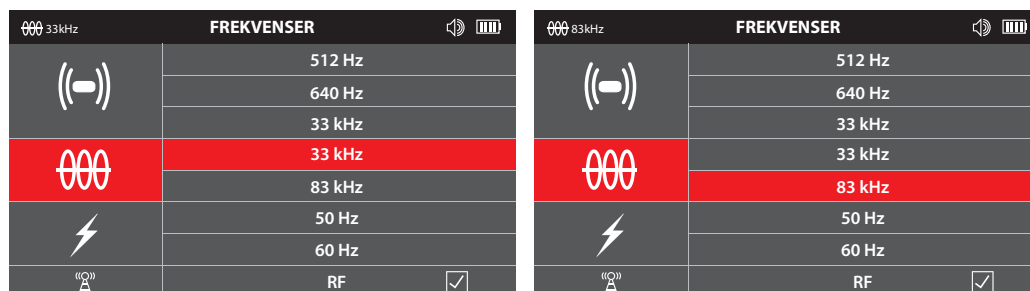 33kHz FREKVENSER
512 Hz
640 Hz
33 kHz
33 kHz
83 kHz
50 Hz
60 Hz
RF
83kHz FREKVENSER
512 Hz
640 Hz
33 kHz
33 kHz
83 kHz
50 Hz
60 Hz
RF